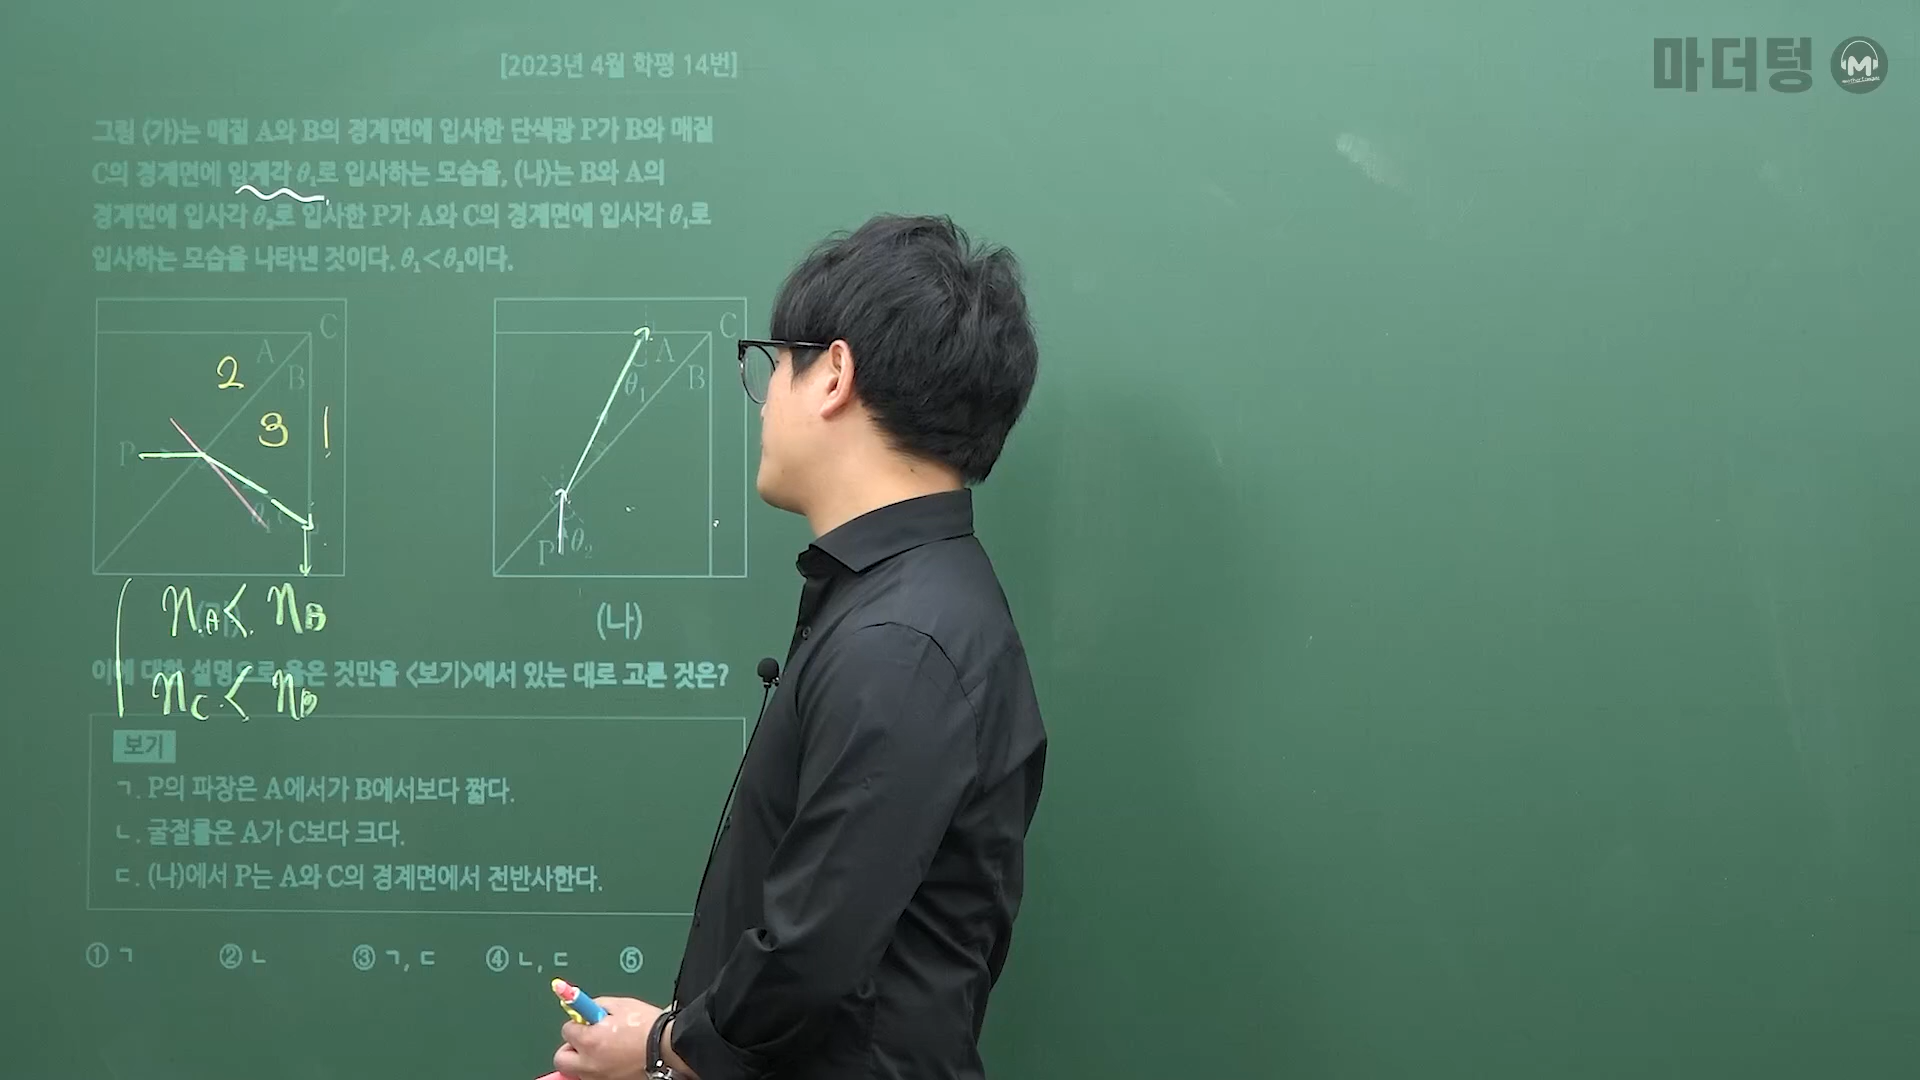 마더텅
[2023년 4월 학평 14번]
그림 (가)는 매질 A와 B의 경계면에 입사한 단색광 P가 B와 매질
C의 경계면에 임계각 θ₁로 입사하는 모습을, (나)는 B와 A의
경계면에 입사각 θ₂로 입사한 P가 A와 C의 경계면에 입사각 θ₁로
입사하는 모습을 나타낸 것이다. θ₁<θ₂이다.
C
A
B
2
3
1
P
θ₁
C
A
B
θ₁
P
θ₂
(가)
(나)
n_A < n_B
이에 대한 설명으로 옳은 것만을 <보기>에서 있는 대로 고른 것은?
n_C < n_B
보기
ㄱ. P의 파장은 A에서가 B에서보다 짧다.
ㄴ. 굴절률은 A가 C보다 크다.
ㄷ. (나)에서 P는 A와 C의 경계면에서 전반사한다.
① ㄱ ② ㄴ ③ ㄱ, ㄷ ④ ㄴ, ㄷ ⑤